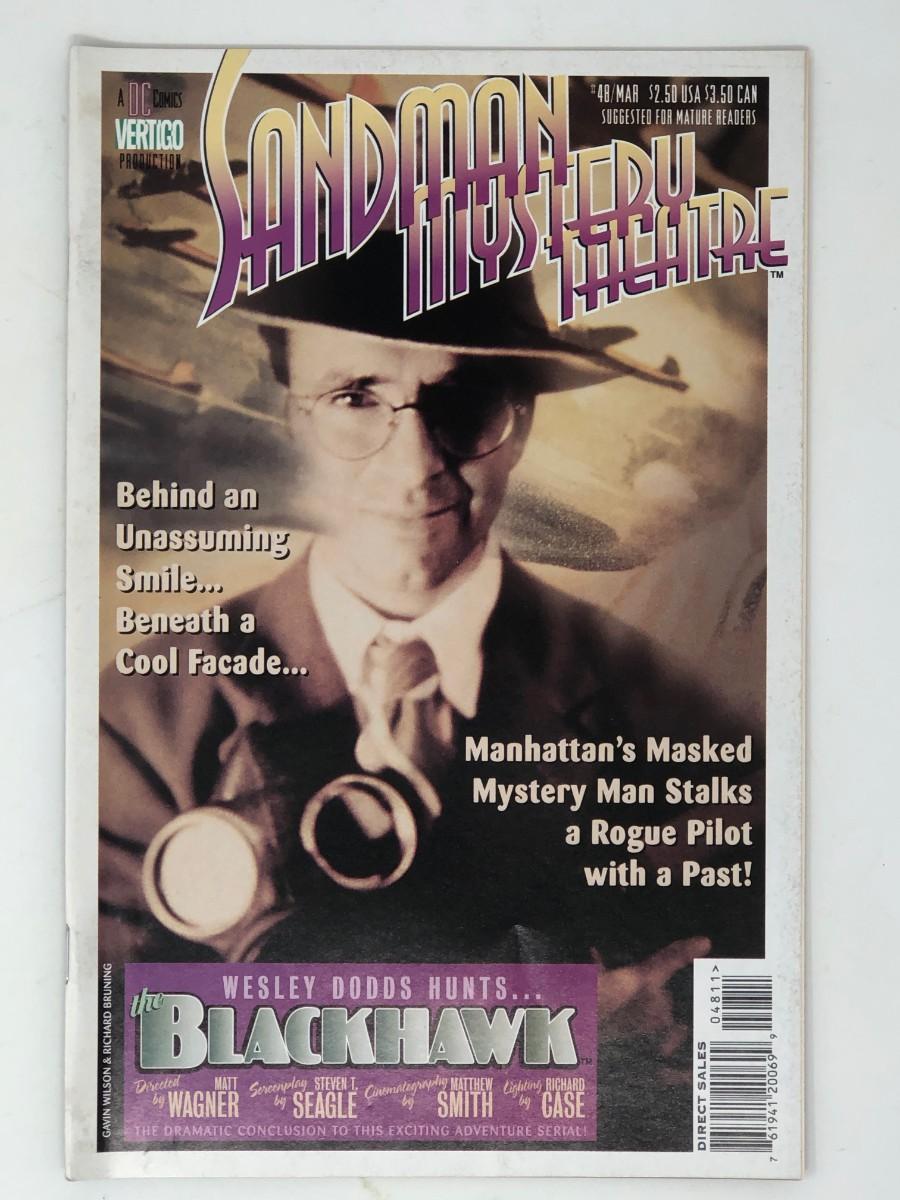 A DC COMICS
VERTIGO
PRODUCTION
SANDMAN
MYSTERY
THEATRE
™
#48/MAR $2.50 USA $3.50 CAN
SUGGESTED FOR MATURE READERS
Behind an
Unassuming
Smile...
Beneath a
Cool Facade...
Manhattan's Masked
Mystery Man Stalks
a Rogue Pilot
with a Past!
GAVIN WILSON & RICHARD BRUNING
WESLEY DODDS HUNTS...
the
BLACKHAWK™
Directed by MATT WAGNER
Screenplay by STEVEN T. SEAGLE
Cinematography by MATTHEW SMITH
Lighting by RICHARD CASE
THE DRAMATIC CONCLUSION TO THIS EXCITING ADVENTURE SERIAL!
DIRECT SALES
04811>
7 61941 20069 9